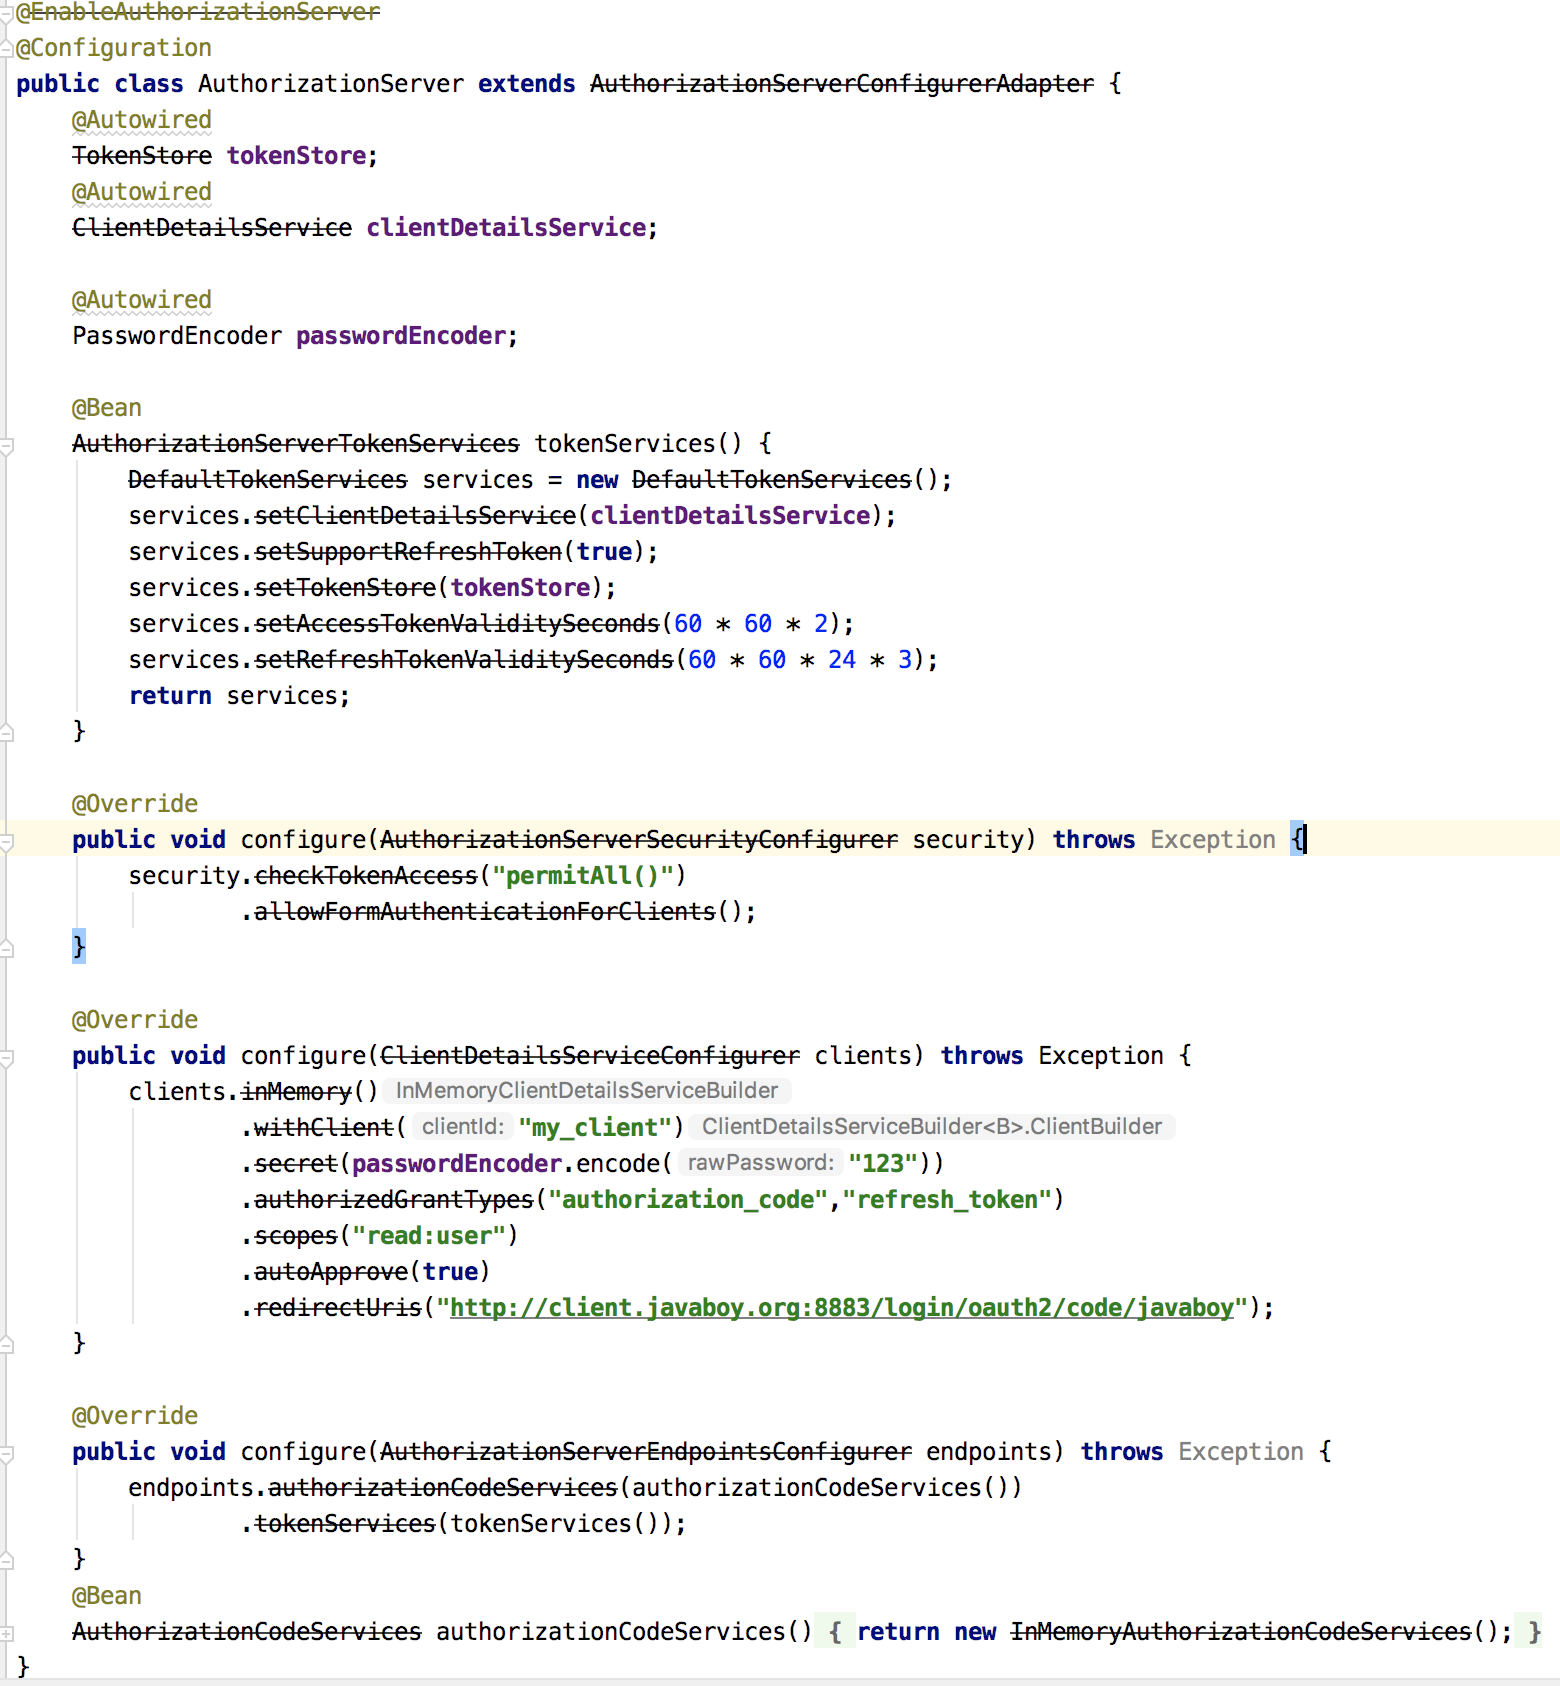 @EnableAuthorizationServer
@Configuration
public class AuthorizationServer extends AuthorizationServerConfigurerAdapter {
    @Autowired
    TokenStore tokenStore;
    @Autowired
    ClientDetailsService clientDetailsService;

    @Autowired
    PasswordEncoder passwordEncoder;

    @Bean
    AuthorizationServerTokenServices tokenServices() {
        DefaultTokenServices services = new DefaultTokenServices();
        services.setClientDetailsService(clientDetailsService);
        services.setSupportRefreshToken(true);
        services.setTokenStore(tokenStore);
        services.setAccessTokenValiditySeconds(60 * 60 * 2);
        services.setRefreshTokenValiditySeconds(60 * 60 * 24 * 3);
        return services;
    }

    @Override
    public void configure(AuthorizationServerSecurityConfigurer security) throws Exception {
        security.checkTokenAccess("permitAll()")
                .allowFormAuthenticationForClients();
    }

    @Override
    public void configure(ClientDetailsServiceConfigurer clients) throws Exception {
        clients.inMemory() InMemoryClientDetailsServiceBuilder
                .withClient( clientId: "my_client") ClientDetailsServiceBuilder<B>.ClientBuilder
                .secret(passwordEncoder.encode( rawPassword: "123"))
                .authorizedGrantTypes("authorization_code","refresh_token")
                .scopes("read:user")
                .autoApprove(true)
                .redirectUris("http://client.javaboy.org:8883/login/oauth2/code/javaboy");
    }

    @Override
    public void configure(AuthorizationServerEndpointsConfigurer endpoints) throws Exception {
        endpoints.authorizationCodeServices(authorizationCodeServices())
                .tokenServices(tokenServices());
    }
    @Bean
    AuthorizationCodeServices authorizationCodeServices() { return new InMemoryAuthorizationCodeServices(); }
}